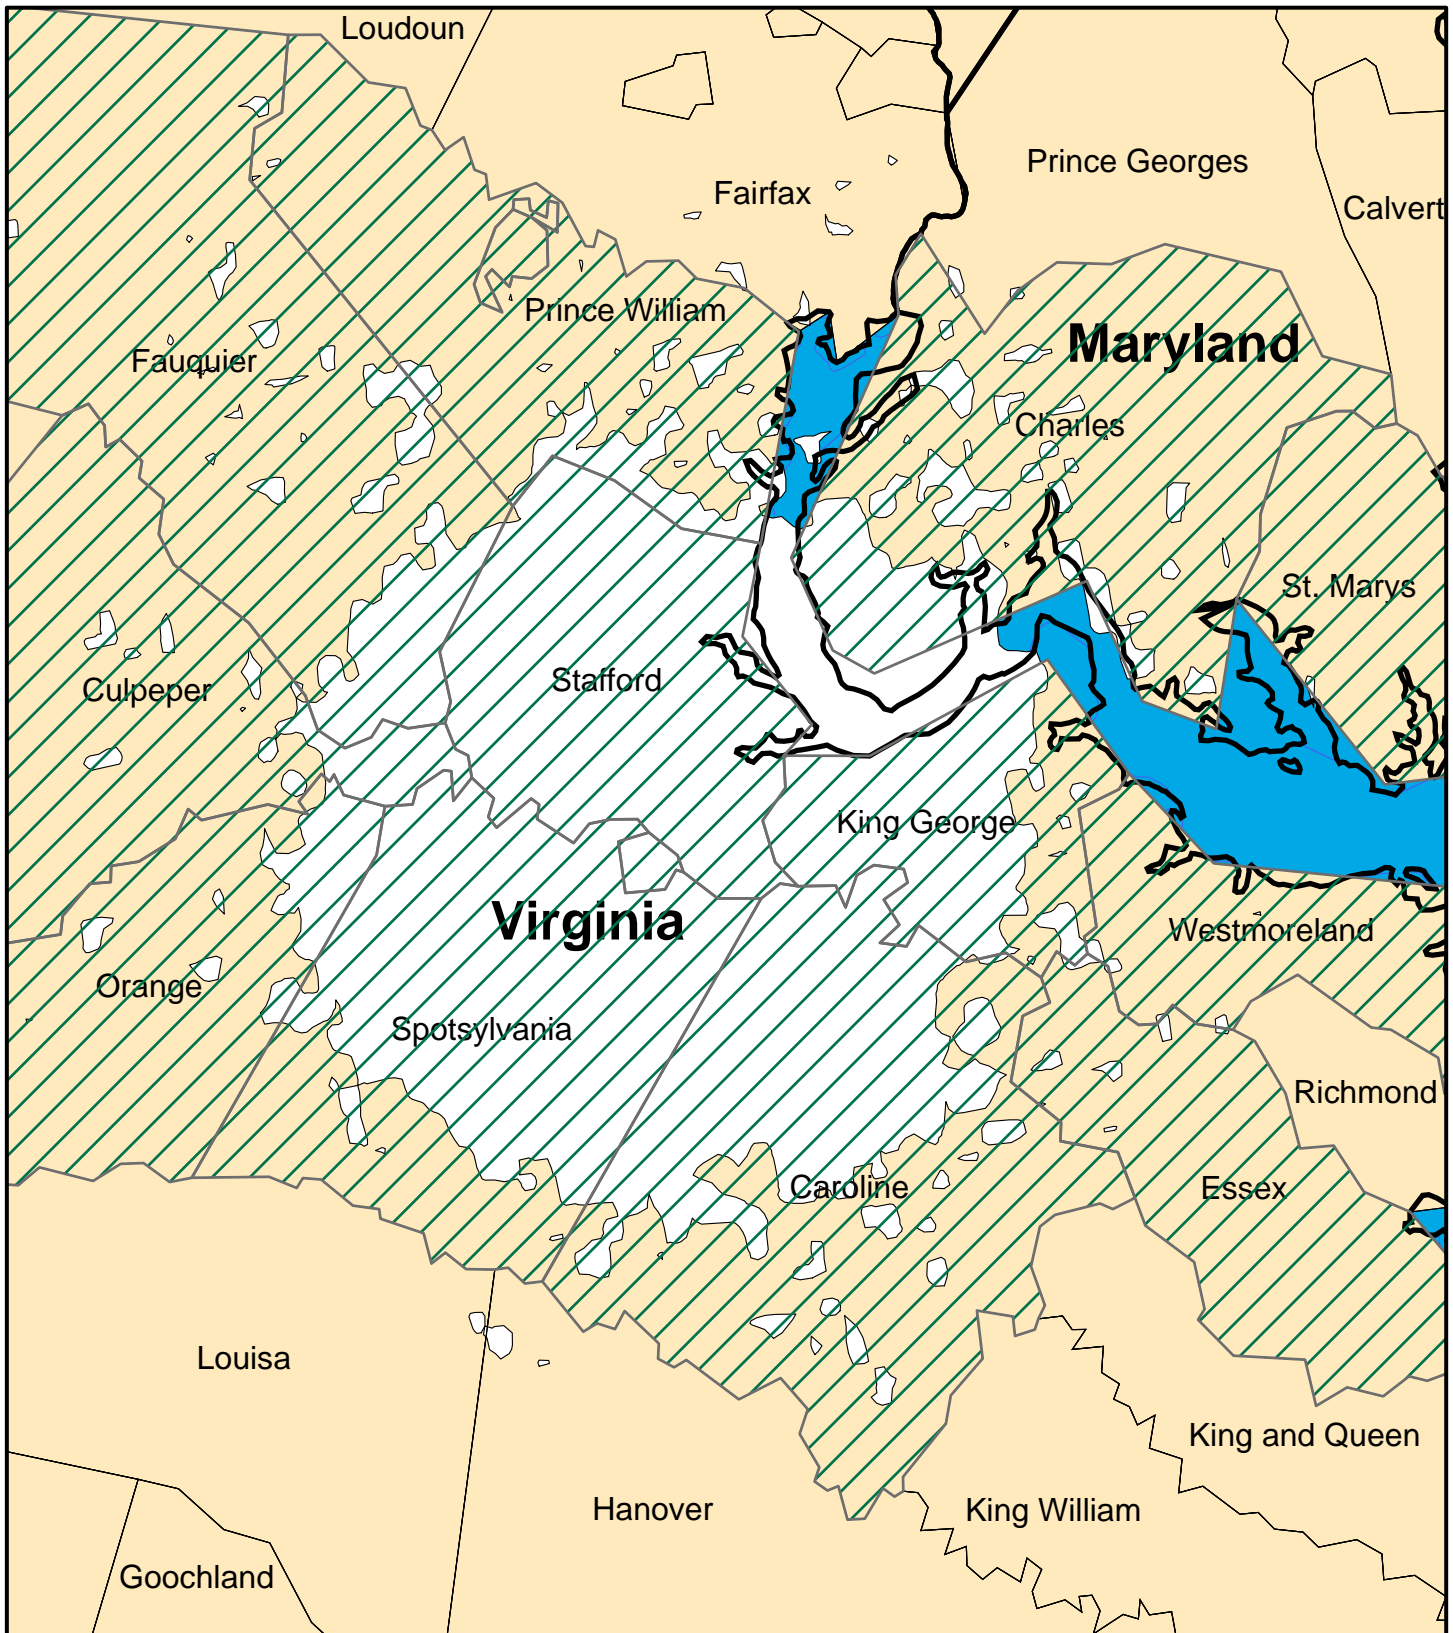 Loudoun
Prince Georges
Fairfax
Calvert
Prince William
Maryland
Fauquier
Charles
St. Marys
Stafford
Culpeper
King George
Virginia
Westmoreland
Orange
Spotsylvania
Richmond
Caroline
Essex
Louisa
King and Queen
Hanover
King William
Goochland